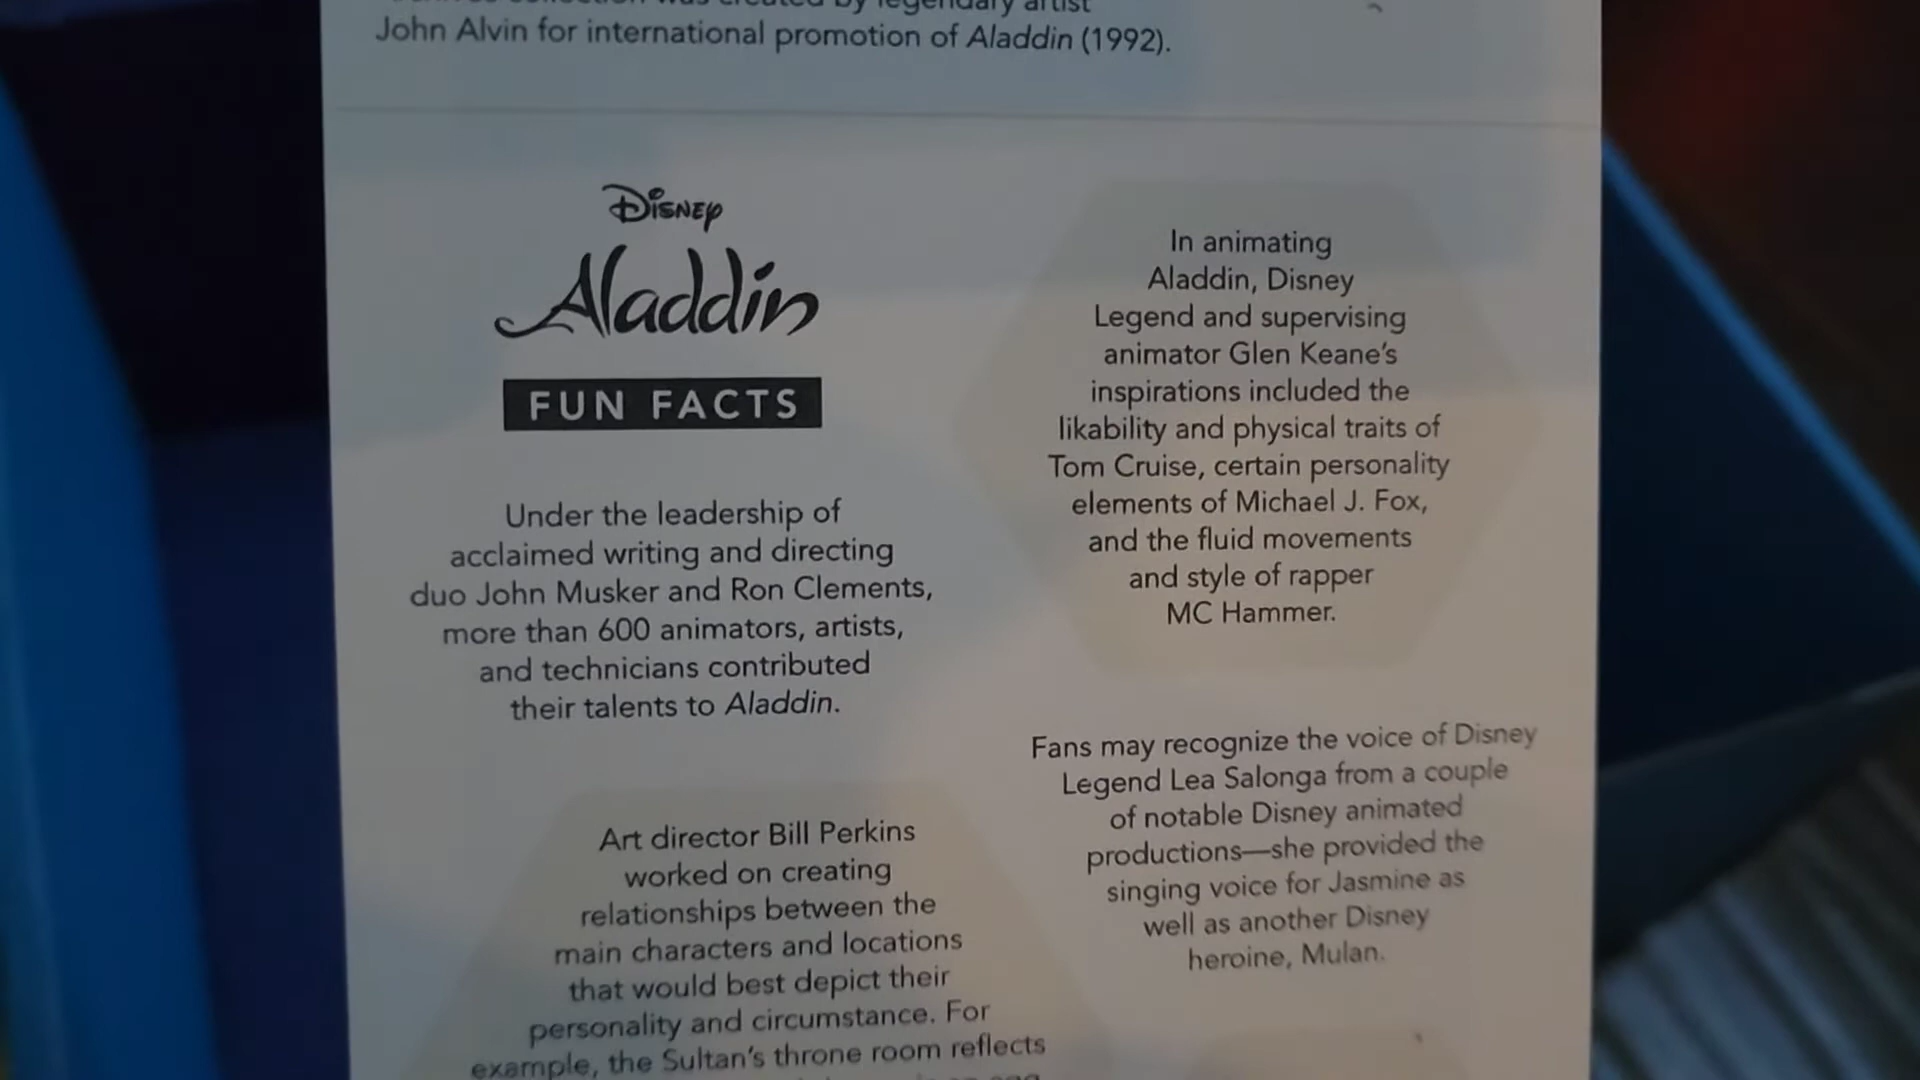 by legendary artist
John Alvin for international promotion of Aladdin (1992).
Disney
Aladdin
FUN FACTS
Under the leadership of
acclaimed writing and directing
duo John Musker and Ron Clements,
more than 600 animators, artists,
and technicians contributed
their talents to Aladdin.
Art director Bill Perkins
worked on creating
relationships between the
main characters and locations
that would best depict their
personality and circumstance. For
example, the Sultan's throne room reflects
In animating
Aladdin, Disney
Legend and supervising
animator Glen Keane's
inspirations included the
likability and physical traits of
Tom Cruise, certain personality
elements of Michael J. Fox,
and the fluid movements
and style of rapper
MC Hammer.
Fans may recognize the voice of Disney
Legend Lea Salonga from a couple
of notable Disney animated
productions—she provided the
singing voice for Jasmine as
well as another Disney
heroine, Mulan.